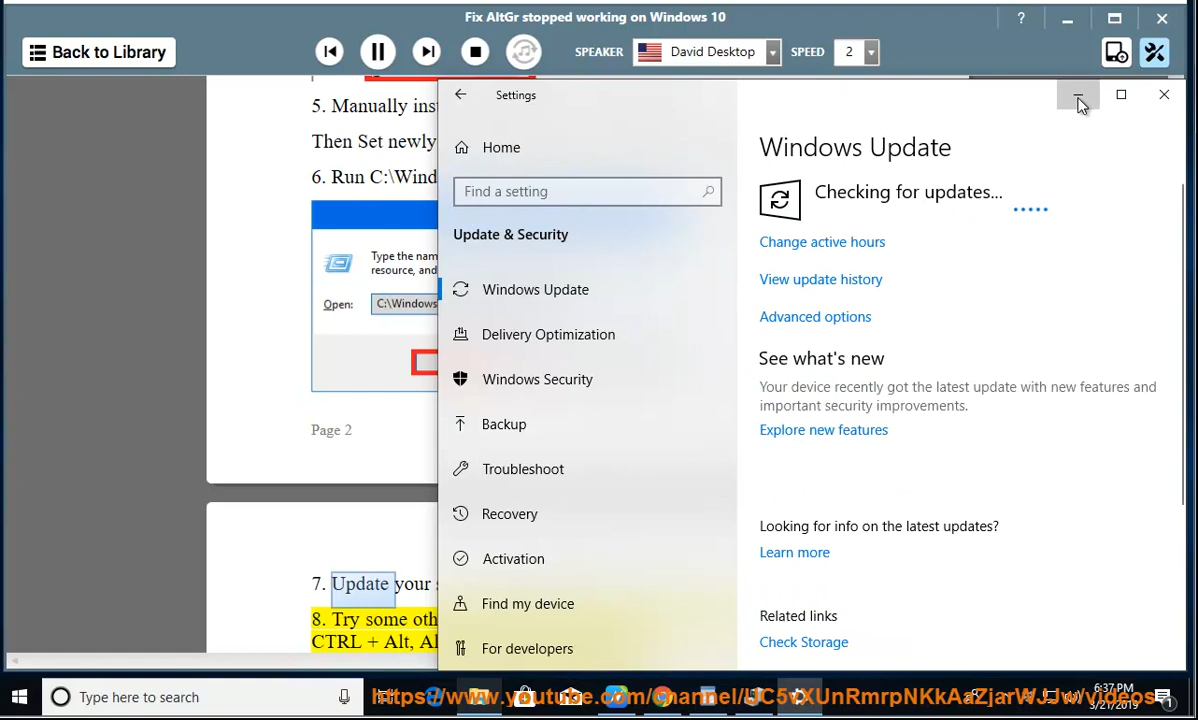 Fix AltGr stopped working on Windows 10
Back to Library
SPEAKER
David Desktop
SPEED
2
5. Manually inst
Then Set newly
6. Run C:\Wind
Type the nam
resource, and
Open:
C:\Windows
Page 2
7. Update your s
8. Try some oth
CTRL + Alt, Al
Settings
Home
Find a setting
Update & Security
Windows Update
Delivery Optimization
Windows Security
Backup
Troubleshoot
Recovery
Activation
Find my device
For developers
Windows Update
Checking for updates...
Change active hours
View update history
Advanced options
See what's new
Your device recently got the latest update with new features and
important security improvements.
Explore new features
Looking for info on the latest updates?
Learn more
Related links
Check Storage
Type here to search
6:37 PM
3/21/2019
1